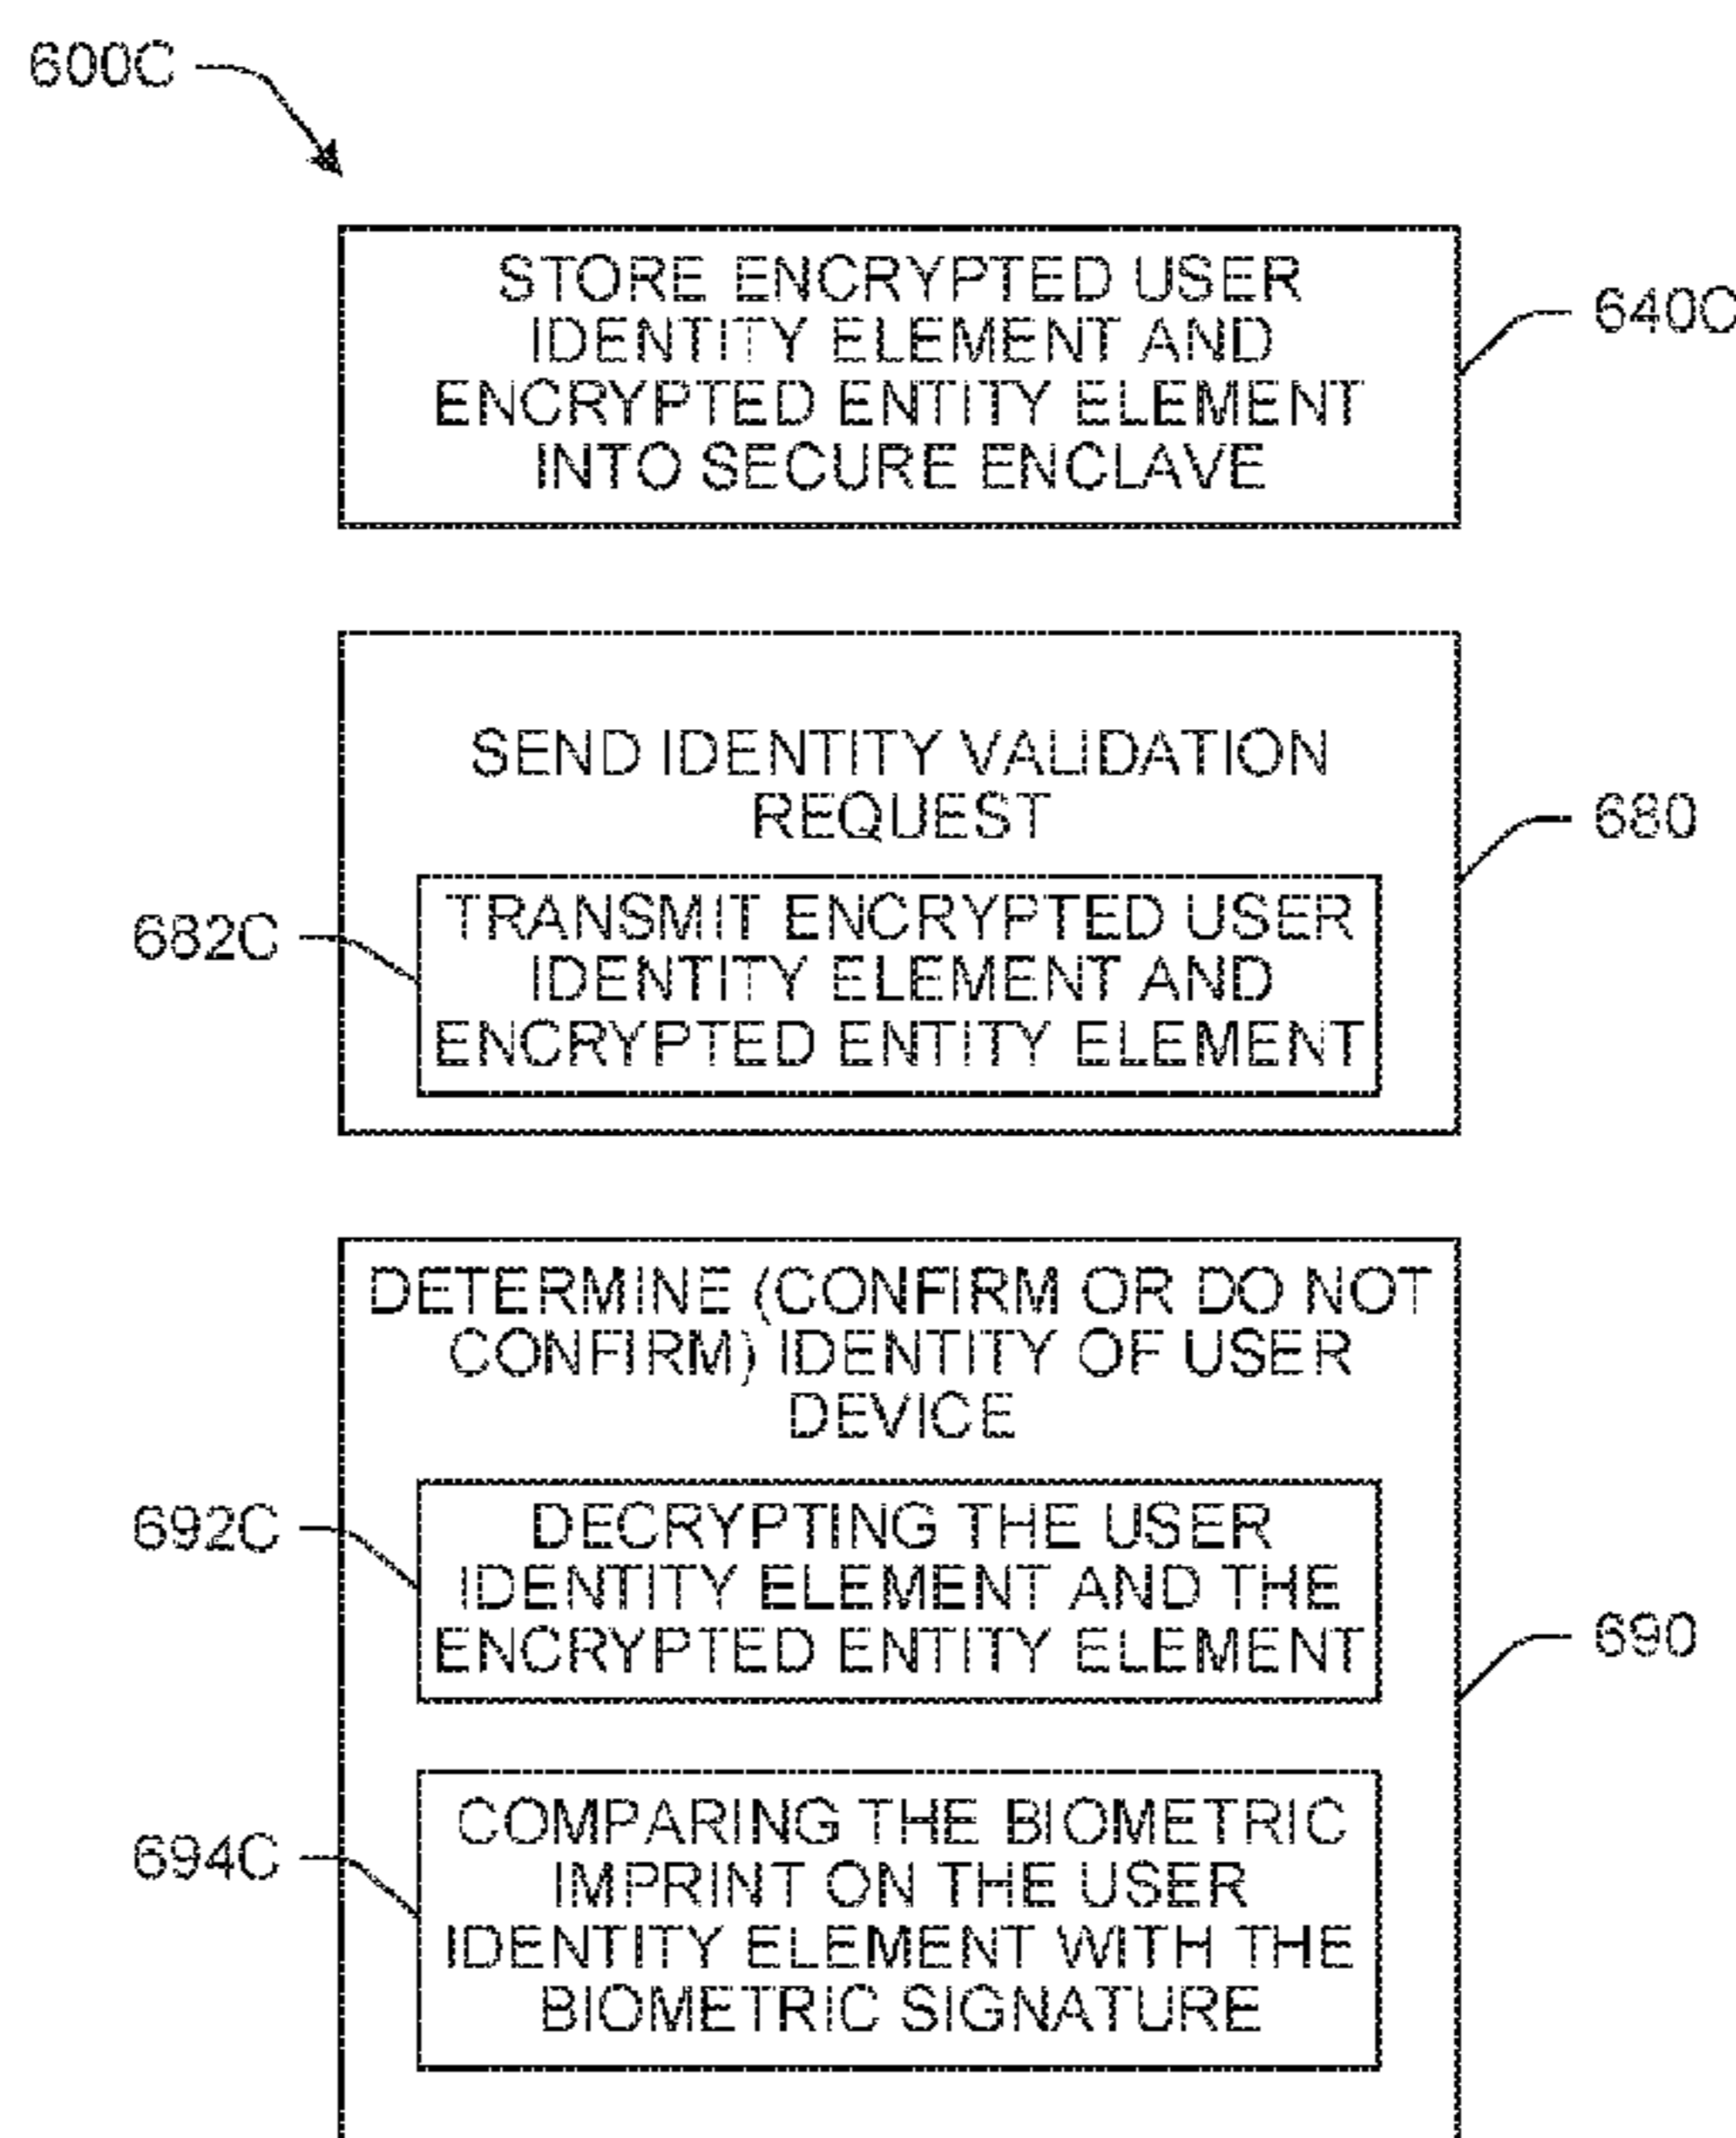 600C
STORE ENCRYPTED USER
IDENTITY ELEMENT AND
ENCRYPTED ENTITY ELEMENT
INTO SECURE ENCLAVE
640C
SEND IDENTITY VALIDATION
REQUEST
680
682C
TRANSMIT ENCRYPTED USER
IDENTITY ELEMENT AND
ENCRYPTED ENTITY ELEMENT
DETERMINE (CONFIRM OR DO NOT
CONFIRM) IDENTITY OF USER
DEVICE
692C
DECRYPTING THE USER
IDENTITY ELEMENT AND THE
ENCRYPTED ENTITY ELEMENT
690
694C
COMPARING THE BIOMETRIC
IMPRINT ON THE USER
IDENTITY ELEMENT WITH THE
BIOMETRIC SIGNATURE